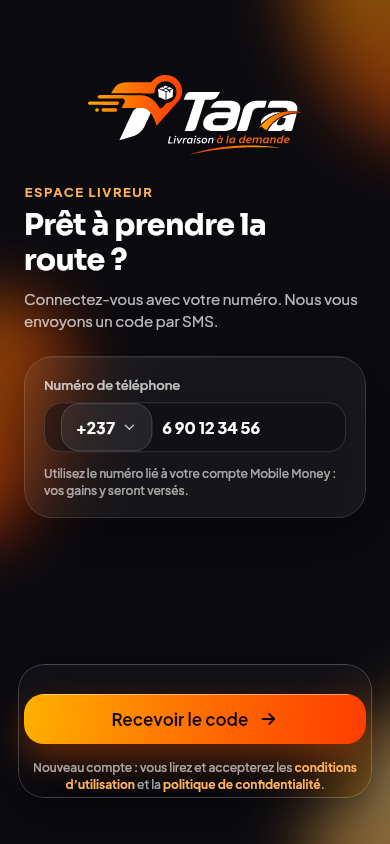 Tara
Livraison à la demande
ESPACE LIVREUR
Prêt à prendre la
route ?
Connectez-vous avec votre numéro. Nous vous
envoyons un code par SMS.
Numéro de téléphone
+237 6 90 12 34 56
Utilisez le numéro lié à votre compte Mobile Money :
vos gains y seront versés.
Recevoir le code →
Nouveau compte : vous lirez et accepterez les conditions
d’utilisation et la politique de confidentialité.